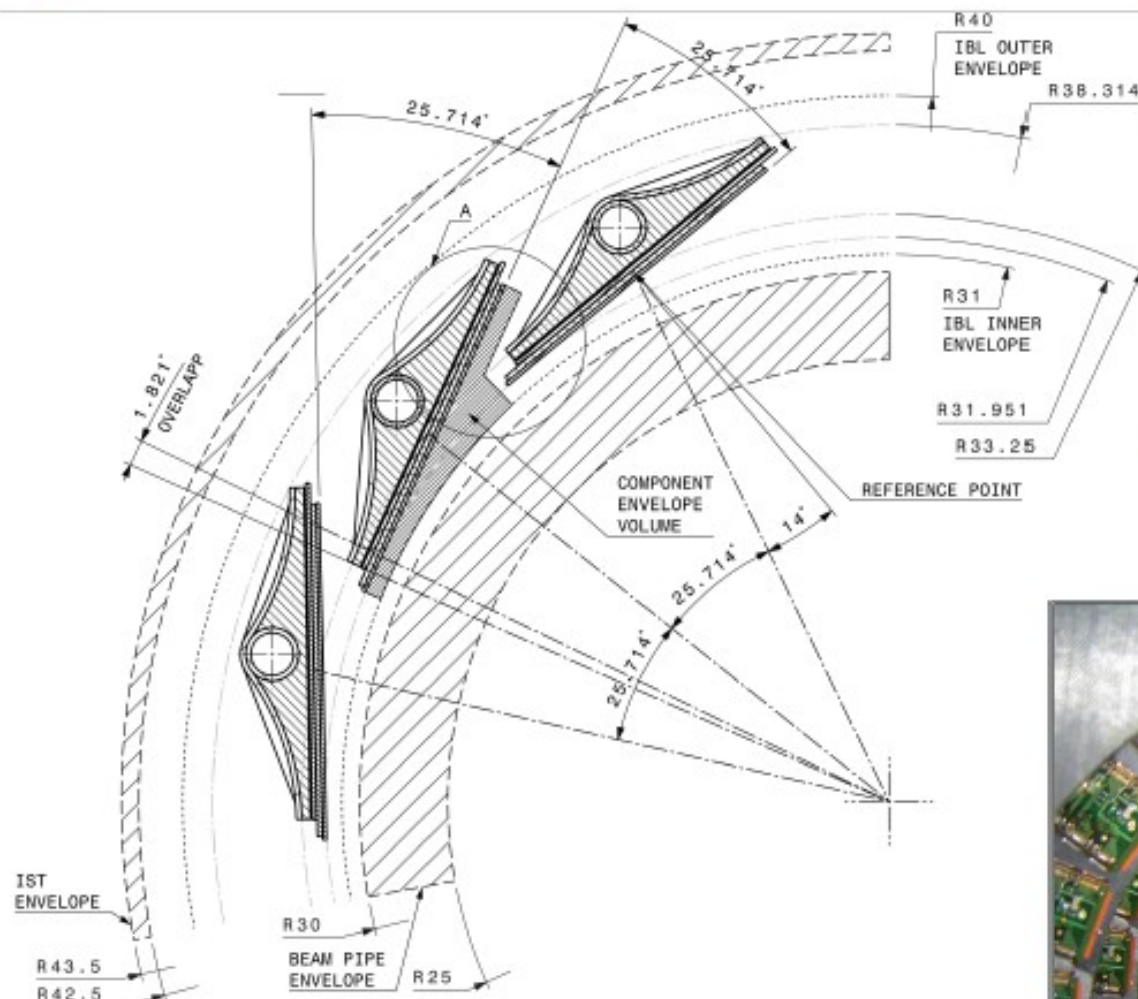 R40
IBL OUTER
ENVELOPE
R38.314
25.714°
25.714°
A
R31
IBL INNER
ENVELOPE
R31.951
R33.25
1.821°
OVERLAPP
COMPONENT
ENVELOPE
VOLUME
REFERENCE POINT
14°
25.714°
25.714°
IST
ENVELOPE
R30
BEAM PIPE
ENVELOPE
R25
R43.5
R42.5